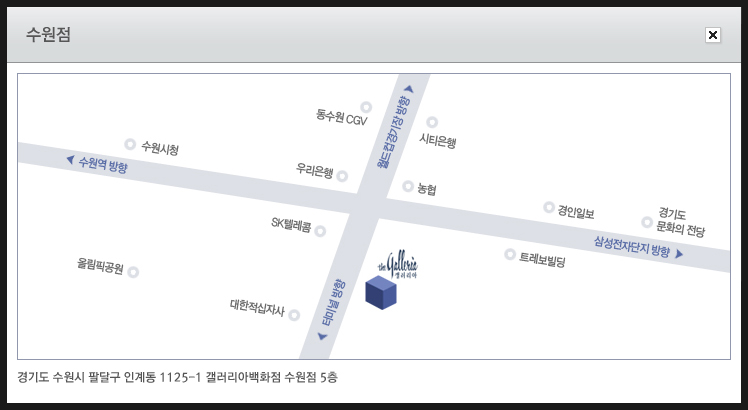 수원점
동수원 CGV
월드컵경기장 방향
시티은행
수원시청
수원역 방향
우리은행
농협
경인일보
경기도
문화의 전당
SK텔레콤
삼성전자단지 방향
트레보빌딩
the Galleria
갤러리아
올림픽공원
터미널 방향
대한적십자사
경기도 수원시 팔달구 인계동 1125-1 갤러리아백화점 수원점 5층